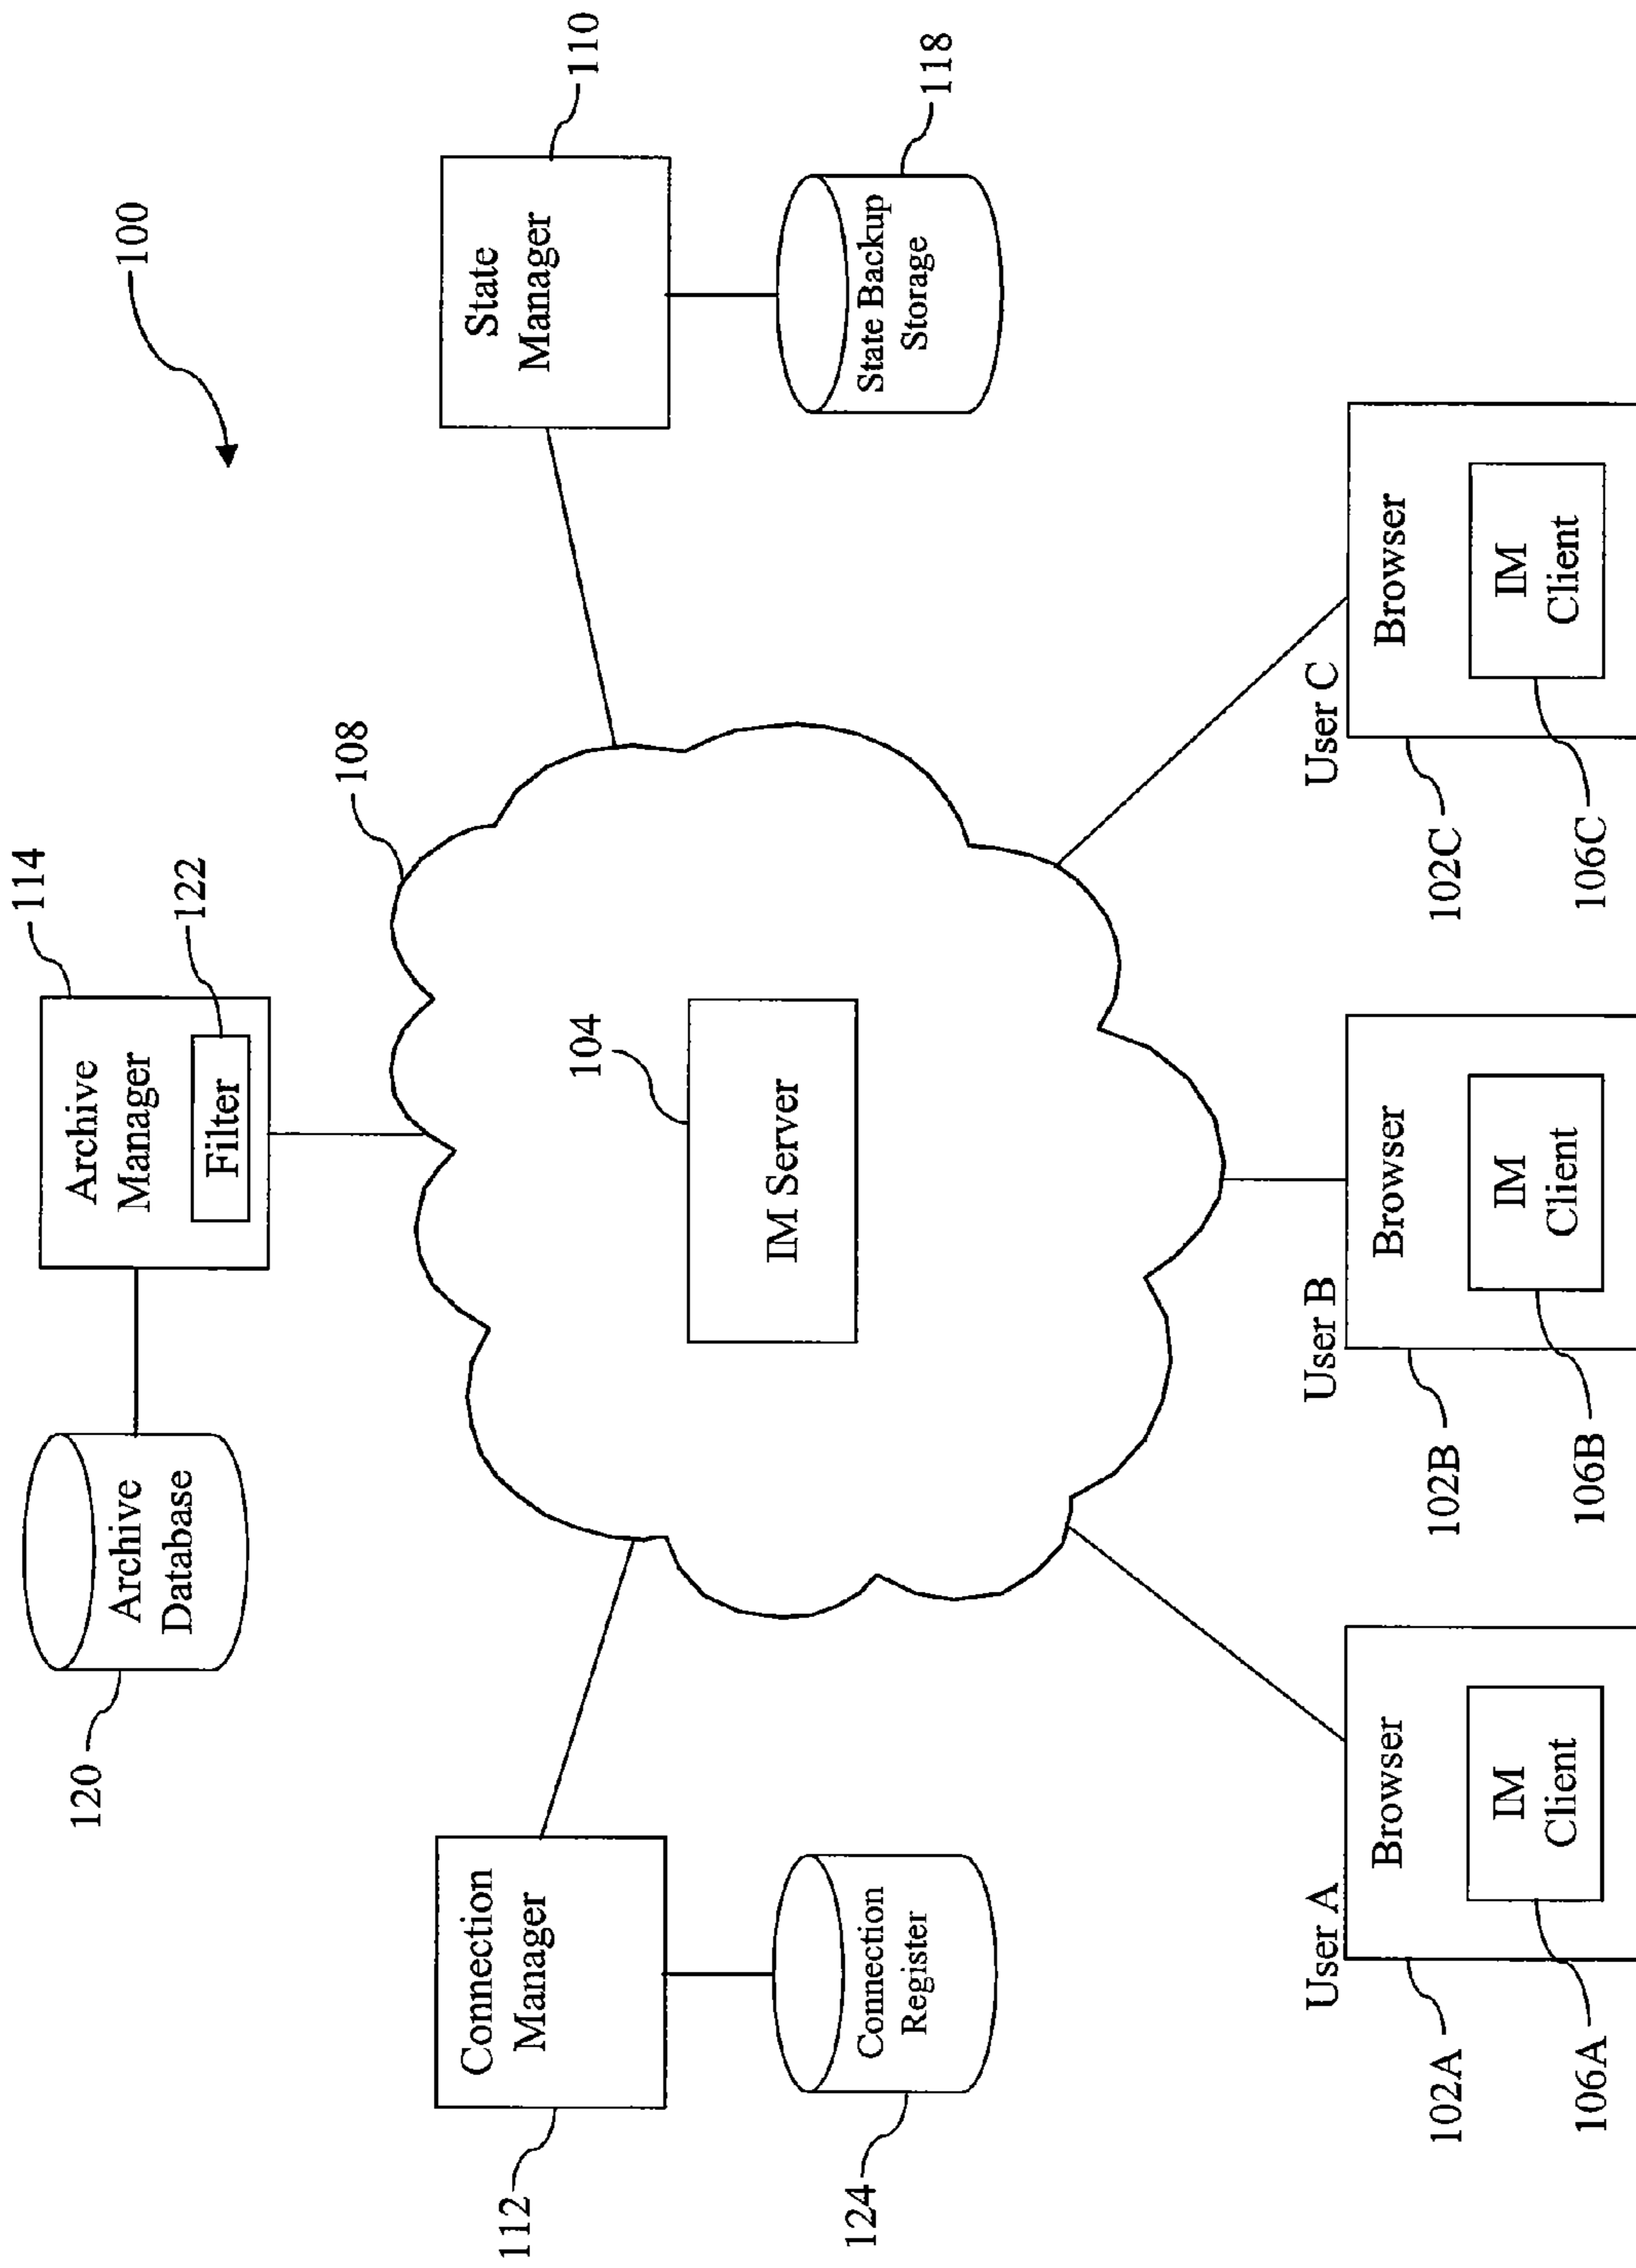 100
114
Archive
Manager
122
Filter
Archive
Database
120
108
State
Manager
110
State Backup
Storage
118
Connection
Manager
112
Connection
Register
124
104
IM Server
User A
Browser
IM
Client
102A
106A
User B
Browser
IM
Client
102B
106B
User C
Browser
IM
Client
102C
106C